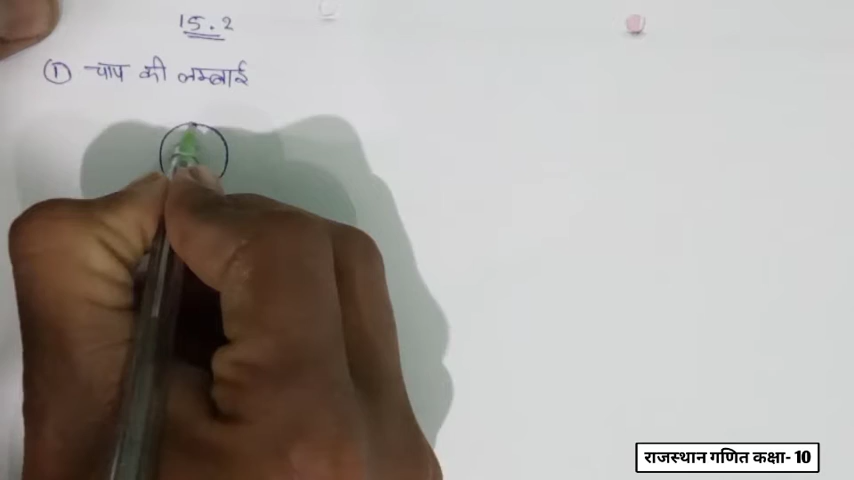 15.2
① चाप की लम्बाई
राजस्थान गणित कक्षा- 10